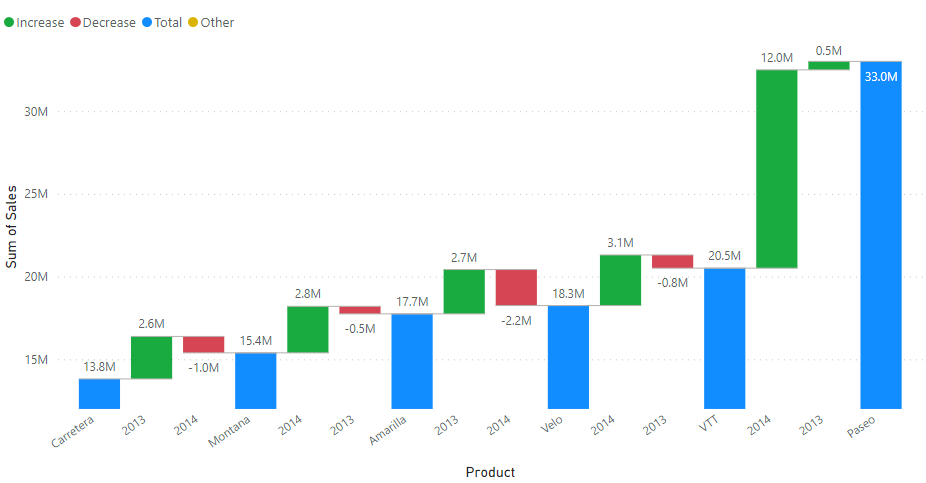 Increase Decrease Total Other
Sum of Sales
30M
25M
20M
15M
13.8M
2.6M
-1.0M
15.4M
2.8M
-0.5M
17.7M
2.7M
-2.2M
18.3M
3.1M
-0.8M
20.5M
12.0M
0.5M
33.0M
Carretera
2013
2014
Montana
2014
2013
Amarilla
2013
2014
Velo
2014
2013
VTT
2014
2013
Paseo
Product